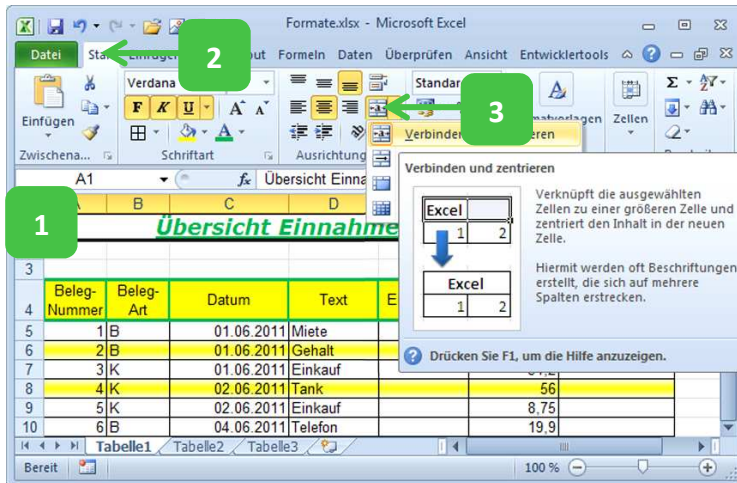 Formate.xlsx - Microsoft Excel
Datei Formeln Daten Überprüfen Ansicht Entwicklertools
2
Verdana
Standar
3
F K U A A
Einfügen
Zellen
Zwischena... Schriftart Ausrichtung
Verbinden und zentrieren
A1 fx
Verbinden und zentrieren
Verknüpft die ausgewählten
Zellen zu einer größeren Zelle und
zentriert den Inhalt in der neuen
Zelle.
Hiermit werden oft Beschriftungen
erstellt, die sich auf mehrere
Spalten erstrecken.
Excel
1 2
Excel
1 2
Drücken Sie F1, um die Hilfe anzuzeigen.
B C D
1
Übersicht
3
4 Beleg-Nummer Beleg-Art Datum Text
5 1 B 01.06.2011 Miete
6 2 B 01.06.2011 Gehalt
7 3 K 01.06.2011 Einkauf
8 4 K 02.06.2011 Tank 56
9 5 K 02.06.2011 Einkauf 8,75
10 6 B 04.06.2011 Telefon 19,9
Tabelle1 Tabelle2 Tabelle3
Bereit 100 %